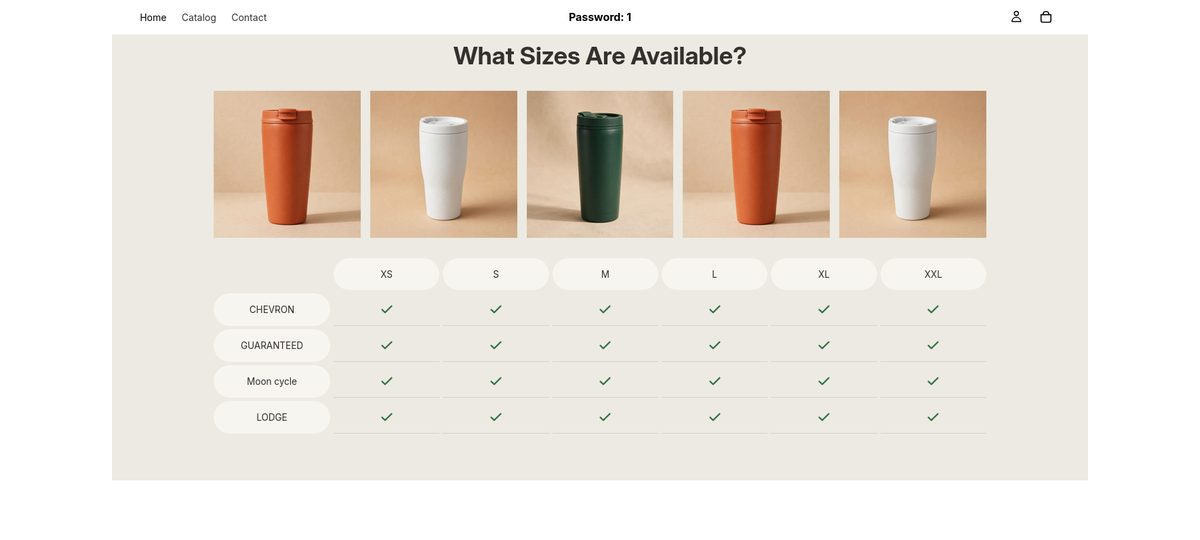 Home Catalog Contact Password: 1
What Sizes Are Available?
XS S M L XL XXL
CHEVRON
GUARANTEED
Moon cycle
LODGE